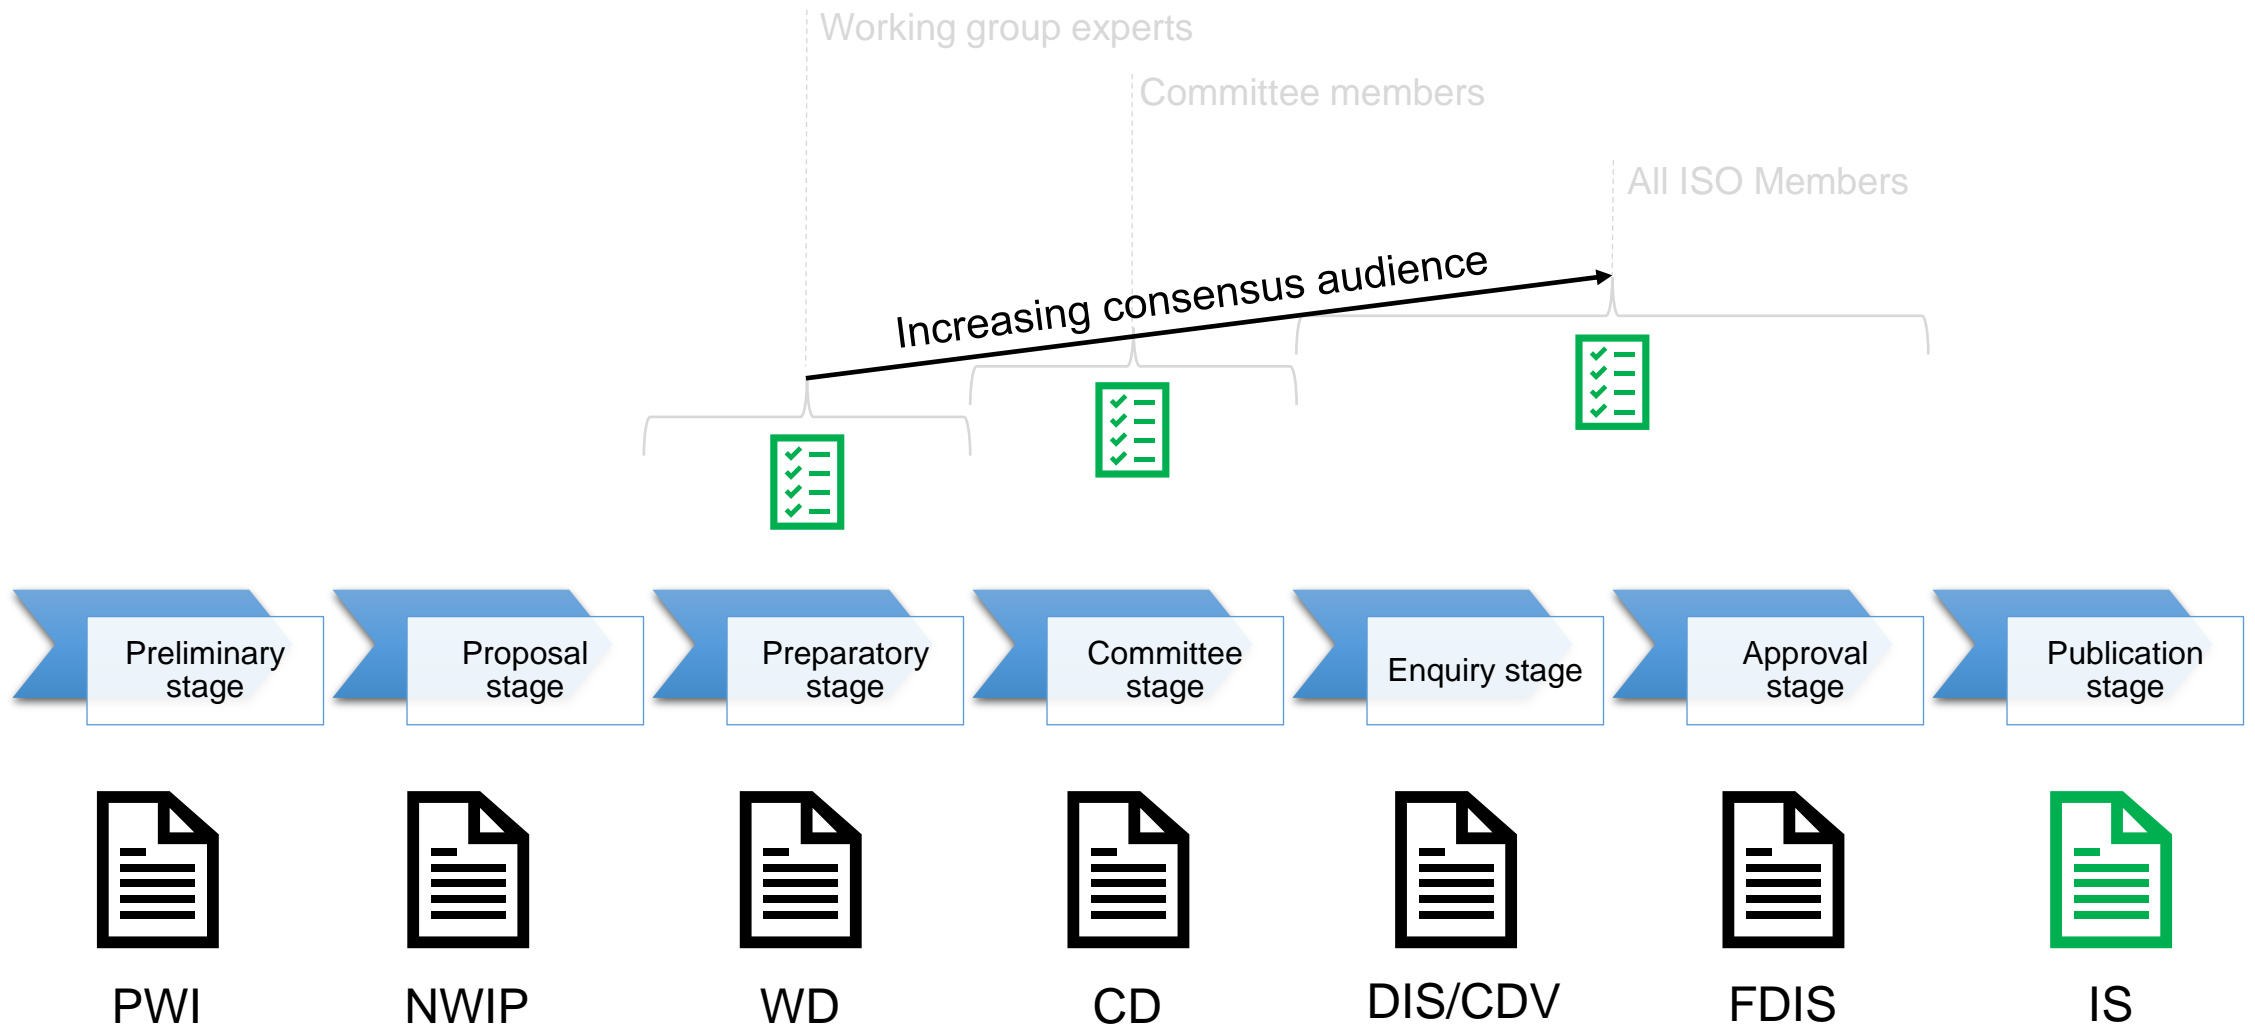 Working group experts
Committee members
All ISO Members
Increasing consensus audience
Preliminary
stage
Proposal
stage
Preparatory
stage
Committee
stage
Enquiry stage
Approval
stage
Publication
stage
PWI
NWIP
WD
CD
DIS/CDV
FDIS
IS